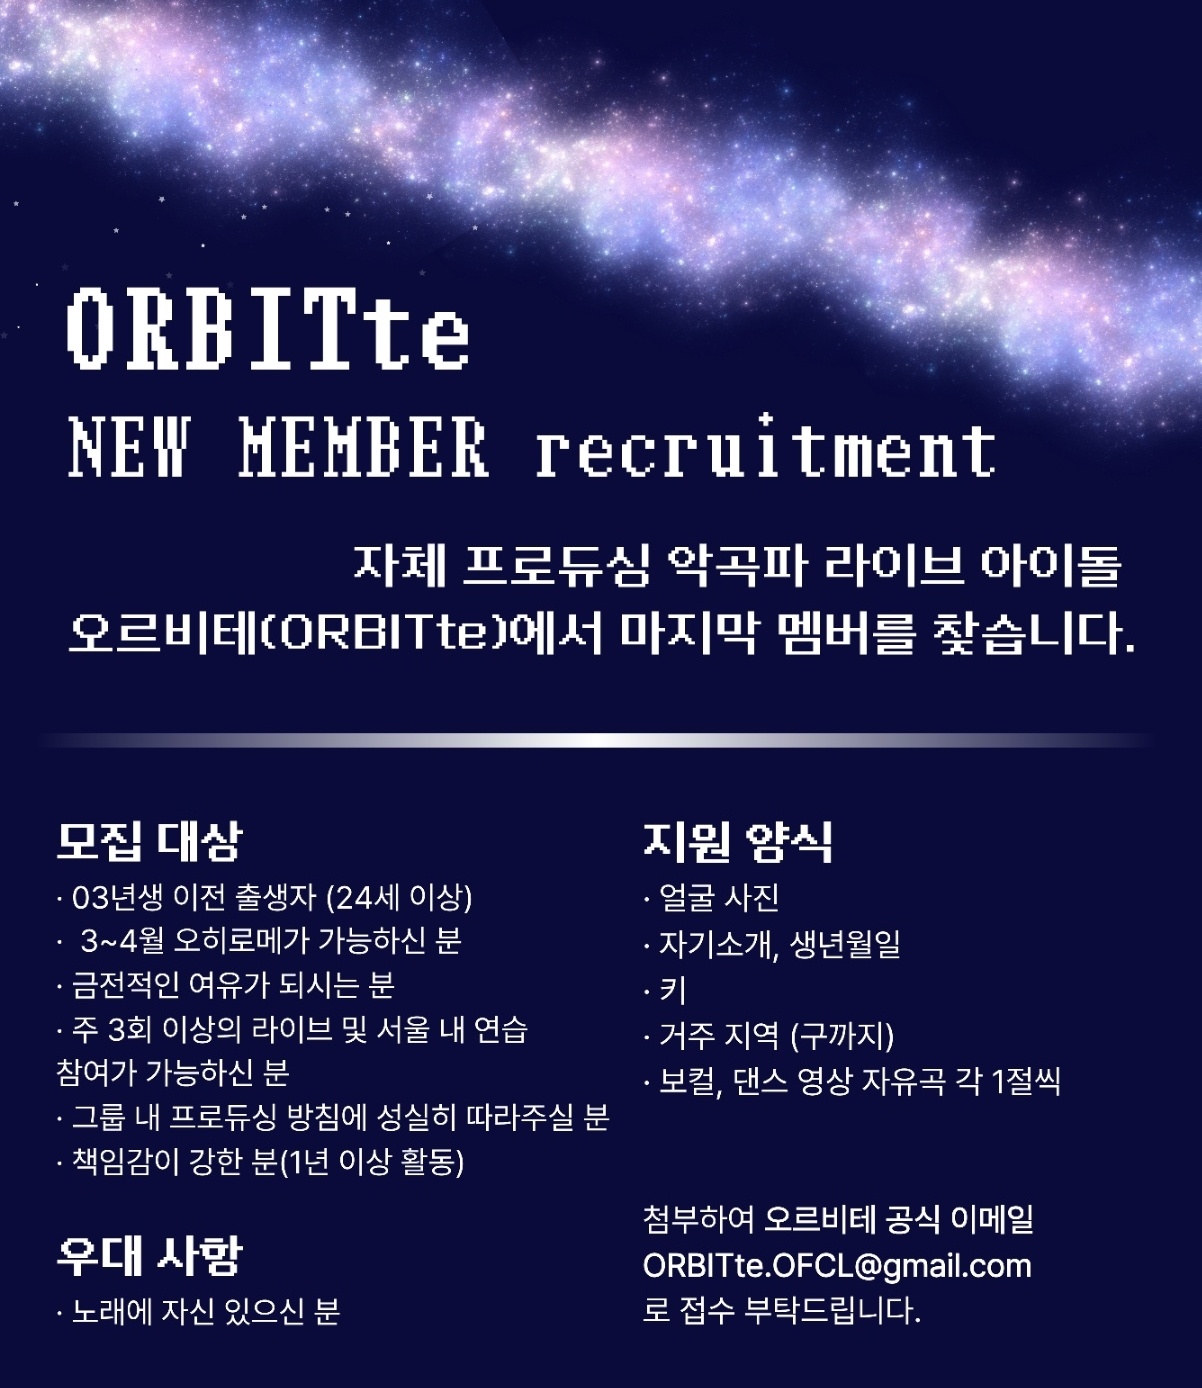 ORBITte
NEW MEMBER recruitment
자체 프로듀싱 악곡파 라이브 아이돌
오르비테(ORBITte)에서 마지막 멤버를 찾습니다.
모집 대상
· 03년생 이전 출생자 (24세 이상)
· 3~4월 오히로메가 가능하신 분
· 금전적인 여유가 되시는 분
· 주 3회 이상의 라이브 및 서울 내 연습
참여가 가능하신 분
· 그룹 내 프로듀싱 방침에 성실히 따라주실 분
· 책임감이 강한 분(1년 이상 활동)
우대 사항
· 노래에 자신 있으신 분
지원 양식
· 얼굴 사진
· 자기소개, 생년월일
· 키
· 거주 지역 (구까지)
· 보컬, 댄스 영상 자유곡 각 1절씩
첨부하여 오르비테 공식 이메일
ORBITte.OFCL@gmail.com
로 접수 부탁드립니다.